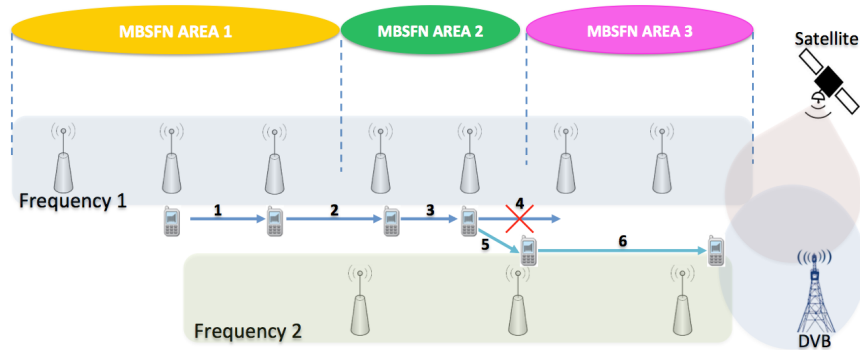 MBSFN AREA 1
MBSFN AREA 2
MBSFN AREA 3
Satellite
Frequency 1
1
2
3
4
5
6
Frequency 2
DVB